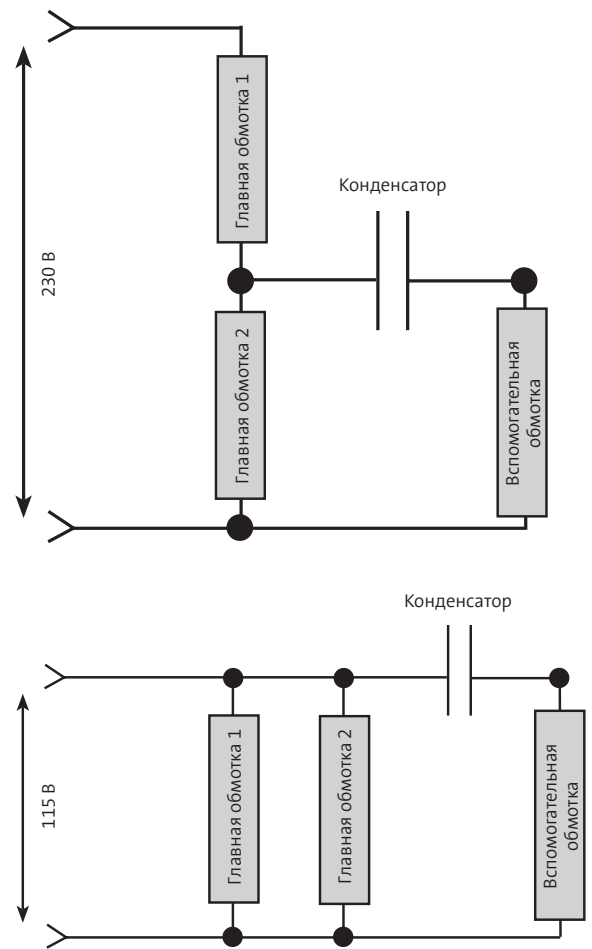 Главная обмотка 1
Конденсатор
230 В
Главная обмотка 2
Вспомогательная
обмотка
Конденсатор
115 В
Главная обмотка 1
Главная обмотка 2
Вспомогательная
обмотка